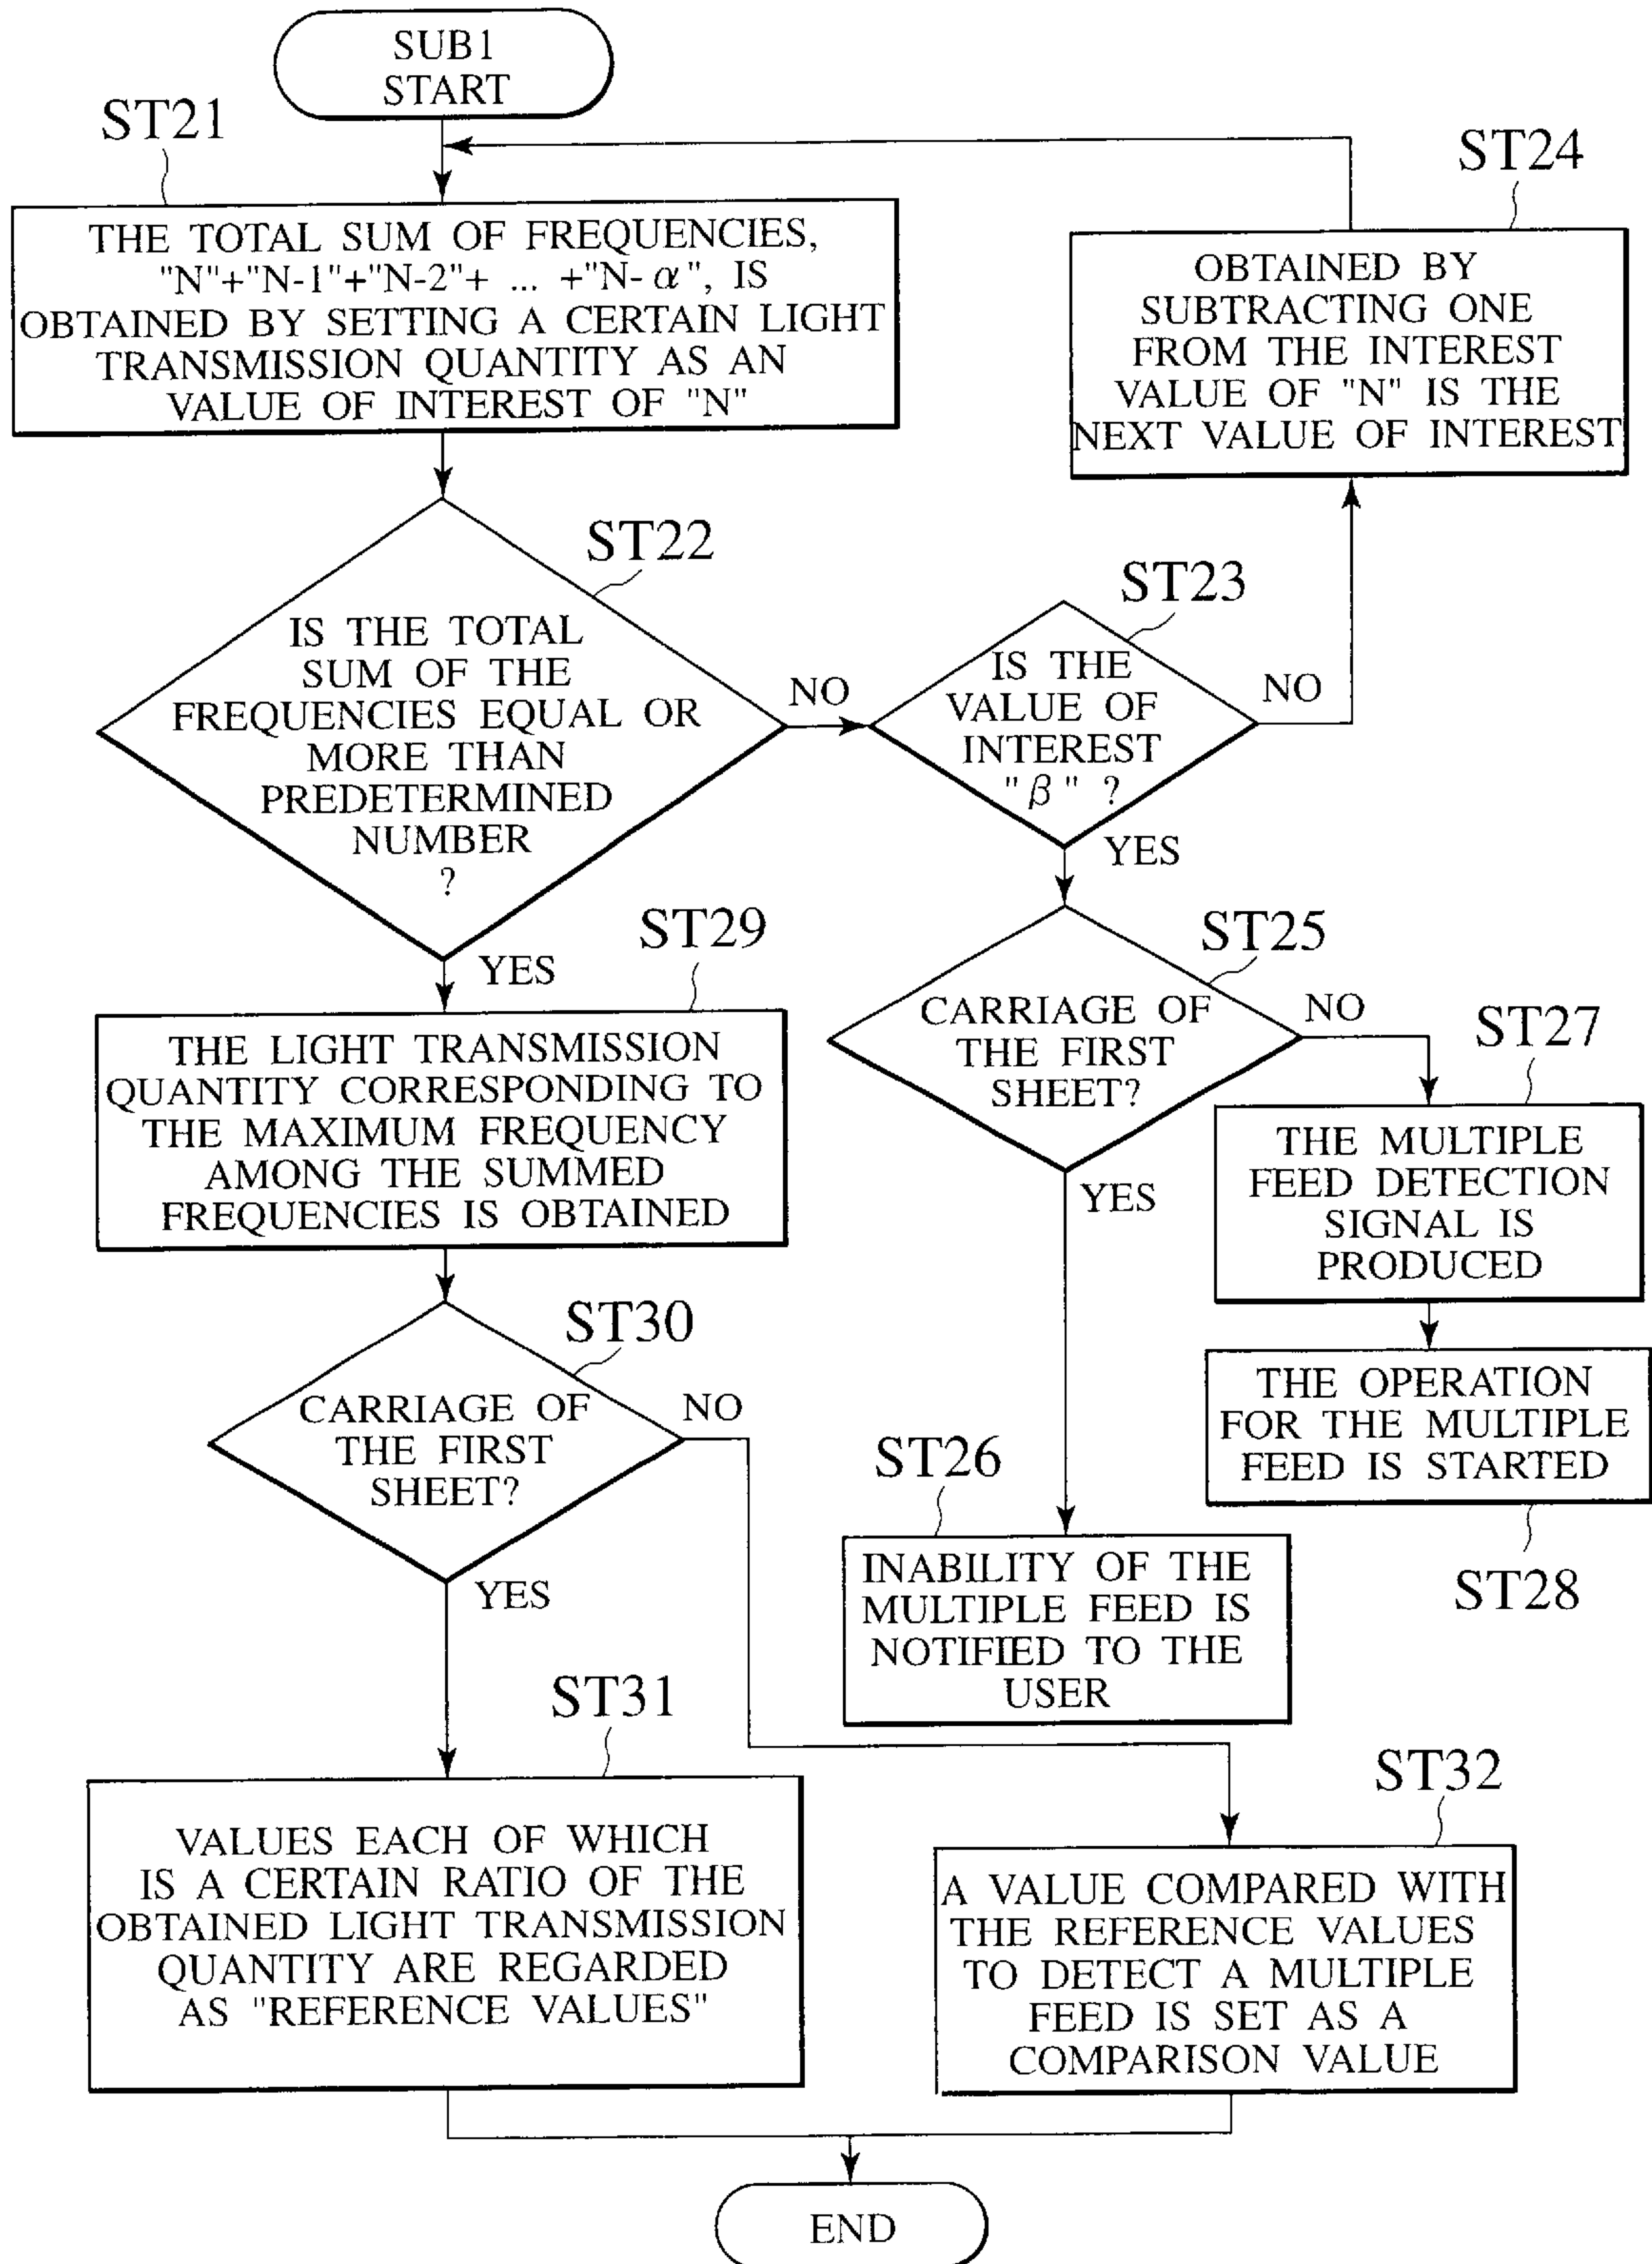 SUB1
START
ST21
THE TOTAL SUM OF FREQUENCIES,
"N"+"N-1"+"N-2"+ ... +"N-α", IS
OBTAINED BY SETTING A CERTAIN LIGHT
TRANSMISSION QUANTITY AS AN
VALUE OF INTEREST OF "N"
ST24
OBTAINED BY
SUBTRACTING ONE
FROM THE INTEREST
VALUE OF "N" IS THE
NEXT VALUE OF INTEREST
ST22
IS THE TOTAL
SUM OF THE
FREQUENCIES EQUAL OR
MORE THAN
PREDETERMINED
NUMBER
?
NO
YES
ST23
IS THE
VALUE OF
INTEREST
"β" ?
NO
YES
ST25
CARRIAGE OF
THE FIRST
SHEET?
NO
YES
ST27
THE MULTIPLE
FEED DETECTION
SIGNAL IS
PRODUCED
THE OPERATION
FOR THE MULTIPLE
FEED IS STARTED
ST28
ST26
INABILITY OF THE
MULTIPLE FEED IS
NOTIFIED TO THE
USER
ST29
THE LIGHT TRANSMISSION
QUANTITY CORRESPONDING TO
THE MAXIMUM FREQUENCY
AMONG THE SUMMED
FREQUENCIES IS OBTAINED
ST30
CARRIAGE OF
THE FIRST
SHEET?
NO
YES
ST31
VALUES EACH OF WHICH
IS A CERTAIN RATIO OF THE
OBTAINED LIGHT TRANSMISSION
QUANTITY ARE REGARDED
AS "REFERENCE VALUES"
ST32
A VALUE COMPARED WITH
THE REFERENCE VALUES
TO DETECT A MULTIPLE
FEED IS SET AS A
COMPARISON VALUE
END